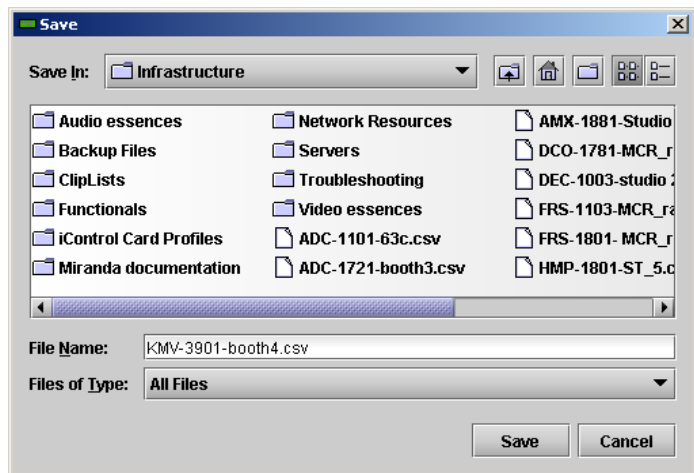 Save
Save In: Infrastructure
Audio essences
Backup Files
ClipLists
Functionals
iControl Card Profiles
Miranda documentation
Network Resources
Servers
Troubleshooting
Video essences
ADC-1101-63c.csv
ADC-1721-booth3.csv
AMX-1881-Studio
DCO-1781-MCR_r
DEC-1003-studio
FRS-1103-MCR_ra
FRS-1801- MCR_r
HMP-1801-ST_5.c
File Name: KMV-3901-booth4.csv
Files of Type: All Files
Save Cancel